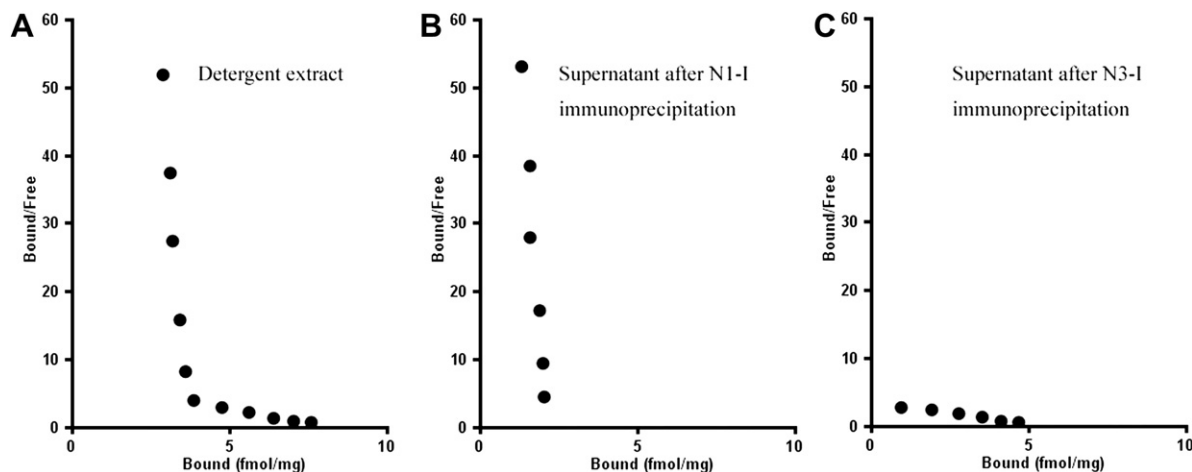 A
60
50
40
30
20
10
0
Bound/Free
Detergent extract
0 5 10
Bound (fmol/mg)
B
60
50
40
30
20
10
0
Bound/Free
Supernatant after N1-I
immunoprecipitation
0 5 10
Bound (fmol/mg)
C
60
50
40
30
20
10
0
Bound/Free
Supernatant after N3-I
immunoprecipitation
0 5 10
Bound (fmol/mg)